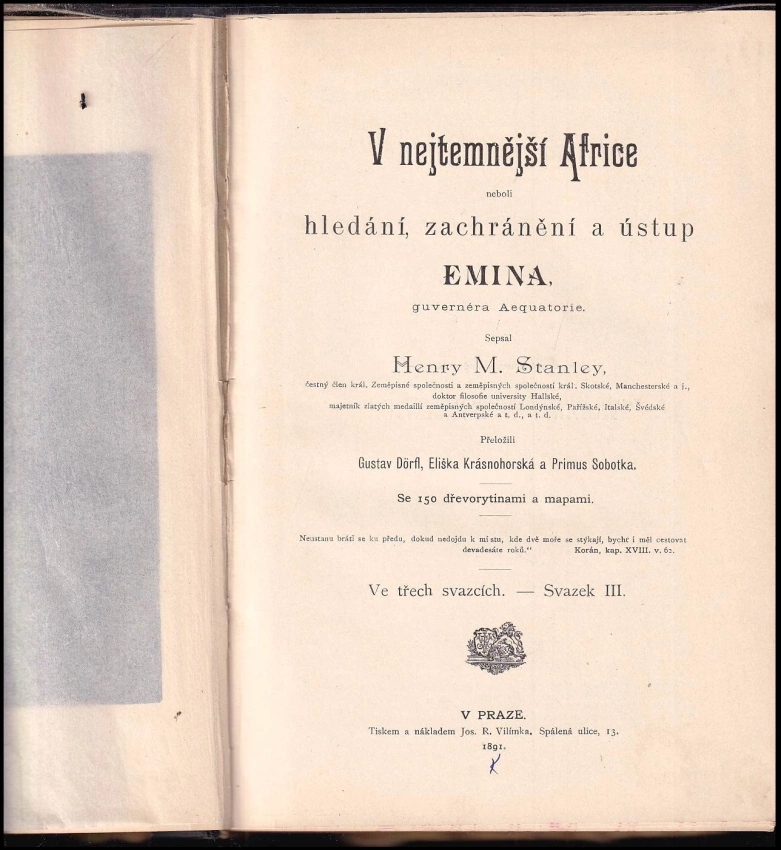 V nejtemnější Africe
neboli
hledání, zachránění a ústup
EMINA,
guvernéra Aequatorie.
Sepsal
Henry M. Stanley,
čestný člen král. Zeměpisné společnosti a zeměpisných společností král. Skotské, Manchesterské a j.,
doktor filosofie university Hallské,
majetník zlatých medailií zeměpisných společností Londýnské, Pařížské, Italské, Švédské
a Antverpské a t. d., a t. d.
Přeložili
Gustav Dörfl, Eliška Krásnohorská a Primus Sobotka.
Se 150 dřevorytinami a mapami.
Neustanu bráti se ku předu, dokud nedojdu k místu, kde dvě moře se stýkají, bychť i měl cestovat
devadesáte roků.“ Korán, kap. XVIII. v. 62.
Ve třech svazcích. — Svazek III.
V PRAZE.
Tiskem a nákladem Jos. R. Vilímka, Spálená ulice, 13.
1891.